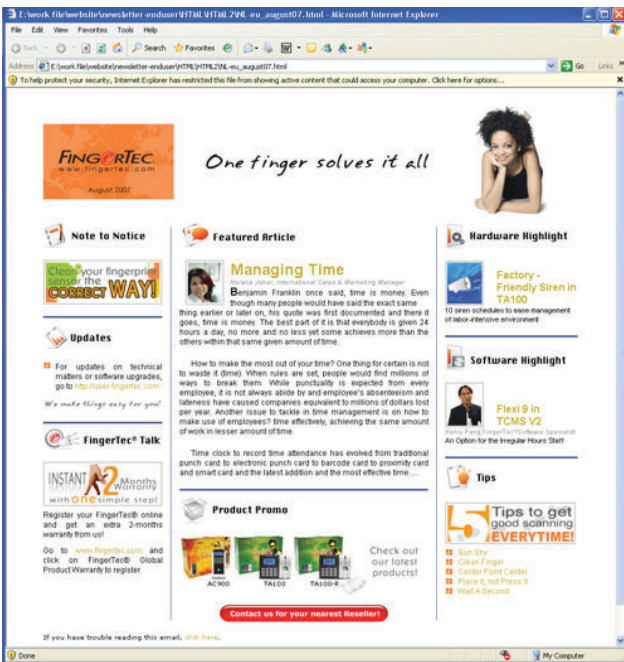 E:\work file\website\newsletter-enduser\HTML\HTML2\NL-eu_august07.html - Microsoft Internet Explorer
File Edit View Favorites Tools Help
Back Search Favorites
Address E:\work file\website\newsletter-enduser\HTML\HTML2\NL-eu_august07.html Go Links
To help protect your security, Internet Explorer has restricted this file from showing active content that could access your computer. Click here for options...
FINGERTEC
www.fingertec.com
August 2007
One finger solves it all
Note to Notice
Clean your fingerprint
sensor the
CORRECT WAY!
Updates
For updates on technical
matters or software upgrades,
go to http://user.fingertec.com/
We make things easy for you!
FingerTec® Talk
INSTANT 2 Months
Warranty
with one simple step!
Register your FingerTec® online
and get an extra 2-months
warranty from us!
Go to www.fingertec.com and
click on FingerTec® Global
Product Warranty to register.
Featured Article
Managing Time
Norana Johar, International Sales & Marketing Manager
Benjamin Franklin once said, time is money. Even
though many people would have said the exact same
thing earlier or later on, his quote was first documented and there it
goes, time is money. The best part of it is that everybody is given 24
hours a day, no more and no less yet some achieves more than the
others within that same given amount of time.
How to make the most out of your time? One thing for certain is not
to waste it (time). When rules are set, people would find millions of
ways to break them. While punctuality is expected from every
employee, it is not always abide by and employee's absenteeism and
lateness have caused companies equivalent to millions of dollars lost
per year. Another issue to tackle in time management is on how to
make use of employees? time effectively, achieving the same amount
of work in lesser amount of time.
Time clock to record time attendance has evolved from traditional
punch card to electronic punch card to barcode card to proximity card
and smart card and the latest addition and the most effective time....
Product Promo
AC900 TA100 TA100-R
Check out
our latest
products!
Contact us for your nearest Reseller!
Hardware Highlight
Factory -
Friendly Siren in
TA100
10 siren schedules to ease management
of labor-intensive environment
Software Highlight
Flexi 9 in
TCMS V2
FingerTec?Software Specialist
An Option for the Irregular Hours Staff
Tips
5 Tips to get
good scanning
EVERYTIME!
Sun Shy
Clean Finger
Center Point Center
Place it, not Press it
Wait A Second
If you have trouble reading this email, click here.
Done My Computer